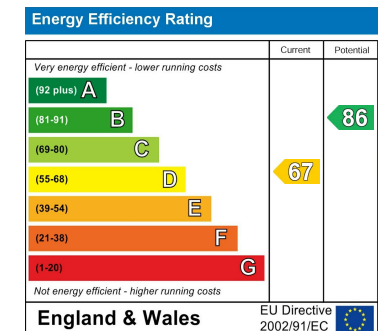 Energy Efficiency Rating
Current Potential
Very energy efficient - lower running costs
(92 plus) A
(81-91) B
86
(69-80) C
(55-68) D
67
(39-54) E
(21-38) F
(1-20) G
Not energy efficient - higher running costs
England & Wales
EU Directive
2002/91/EC